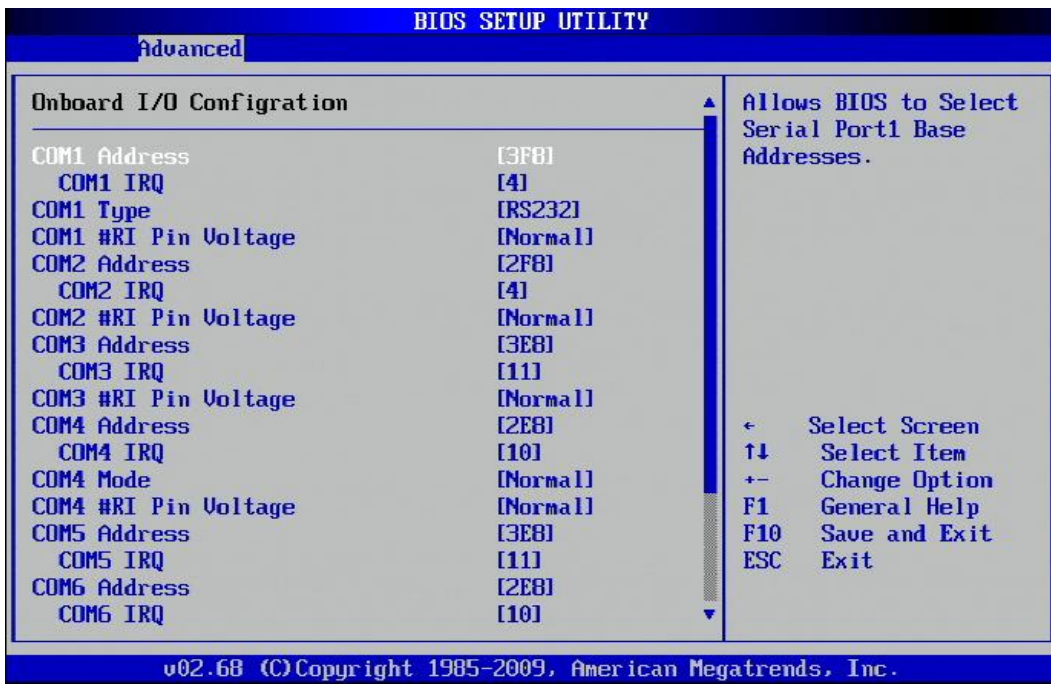 BIOS SETUP UTILITY
Advanced
Onboard I/O Configration
COM1 Address [3F8]
COM1 IRQ [4]
COM1 Type [RS232]
COM1 #RI Pin Voltage [Normal]
COM2 Address [2F8]
COM2 IRQ [4]
COM2 #RI Pin Voltage [Normal]
COM3 Address [3E8]
COM3 IRQ [11]
COM3 #RI Pin Voltage [Normal]
COM4 Address [2E8]
COM4 IRQ [10]
COM4 Mode [Normal]
COM4 #RI Pin Voltage [Normal]
COM5 Address [3E8]
COM5 IRQ [11]
COM6 Address [2E8]
COM6 IRQ [10]
Allows BIOS to Select
Serial Port1 Base
Addresses.
← Select Screen
↑↓ Select Item
+- Change Option
F1 General Help
F10 Save and Exit
ESC Exit
v02.68 (C)Copyright 1985-2009, American Megatrends, Inc.